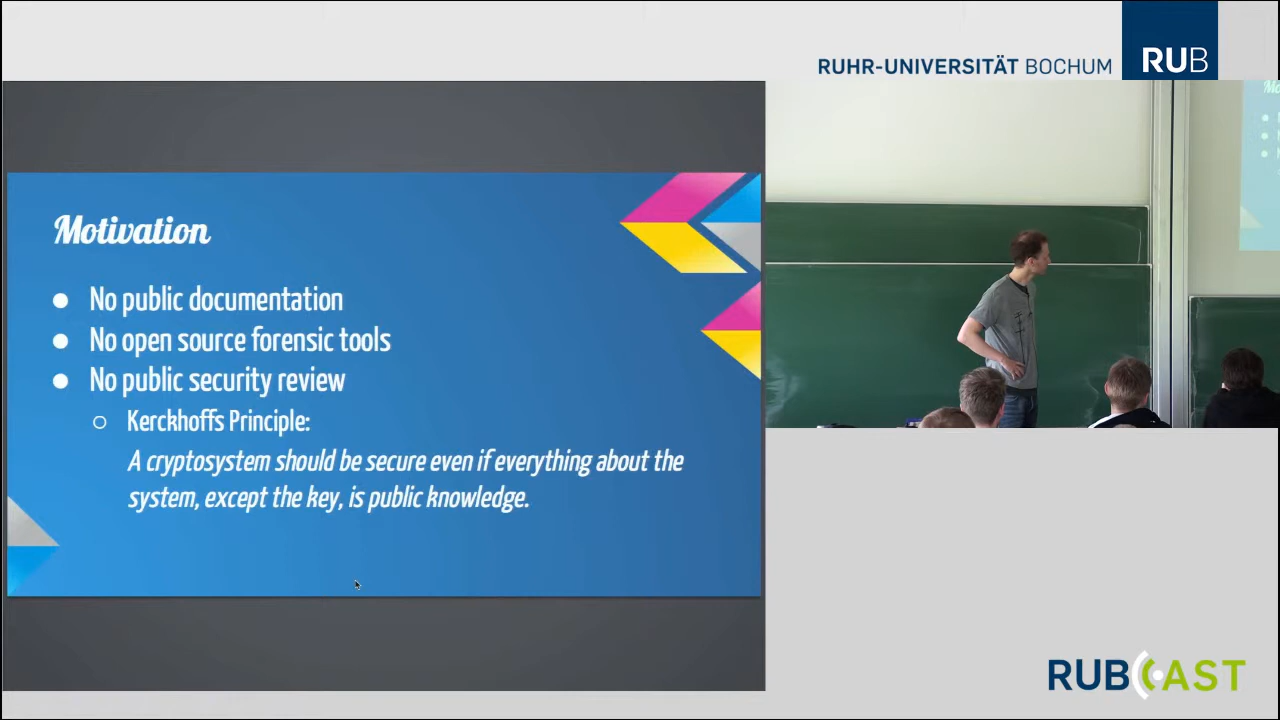 RUHR-UNIVERSITÄT BOCHUM
RUB
Motivation
● No public documentation
● No open source forensic tools
● No public security review
○ Kerckhoffs Principle:
A cryptosystem should be secure even if everything about the
system, except the key, is public knowledge.
RUBCAST